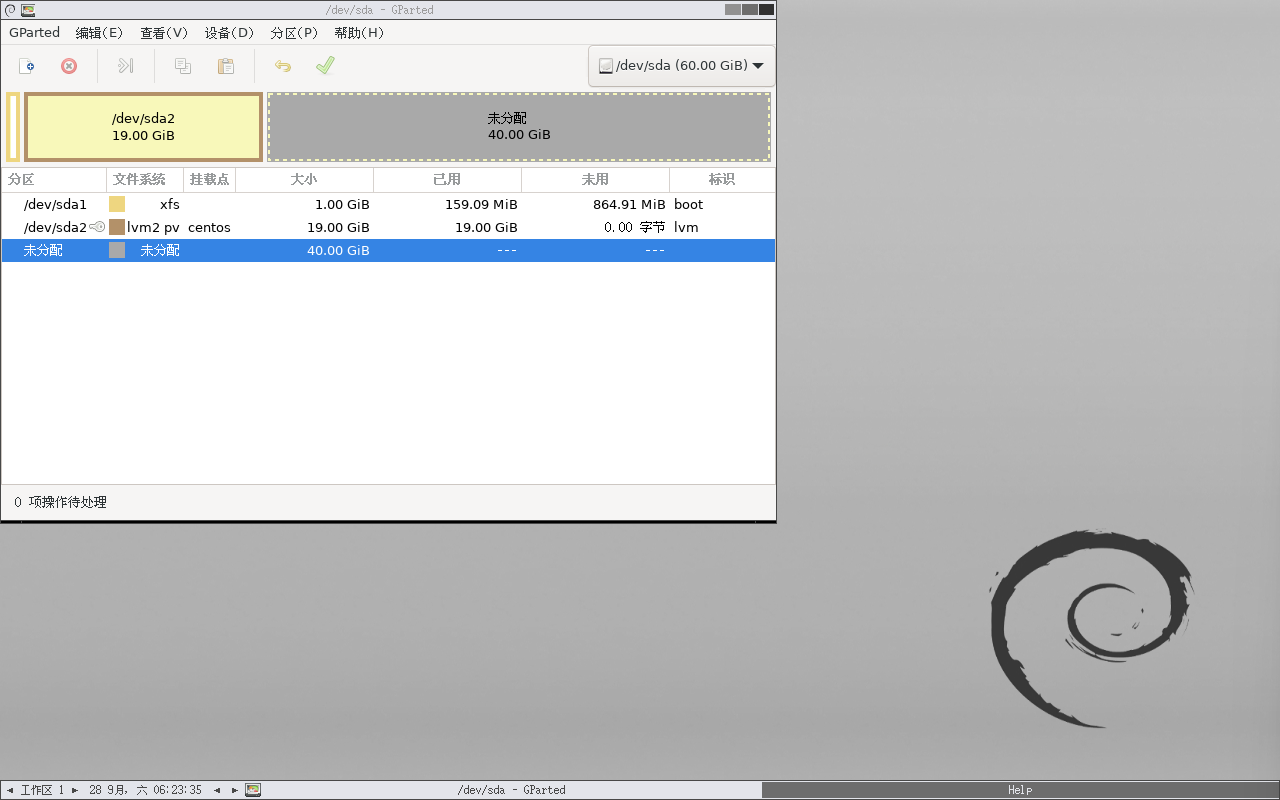 /dev/sda - GParted
GParted 编辑(E) 查看(V) 设备(D) 分区(P) 帮助(H)
/dev/sda (60.00 GiB)
/dev/sda2
19.00 GiB
未分配
40.00 GiB
分区 文件系统 挂载点 大小 已用 未用 标识
/dev/sda1 xfs 1.00 GiB 159.09 MiB 864.91 MiB boot
/dev/sda2 lvm2 pv centos 19.00 GiB 19.00 GiB 0.00 字节 lvm
未分配 未分配 40.00 GiB --- ---
0 项操作待处理
工作区 1 28 9月, 六 06:23:35 /dev/sda - GParted Help